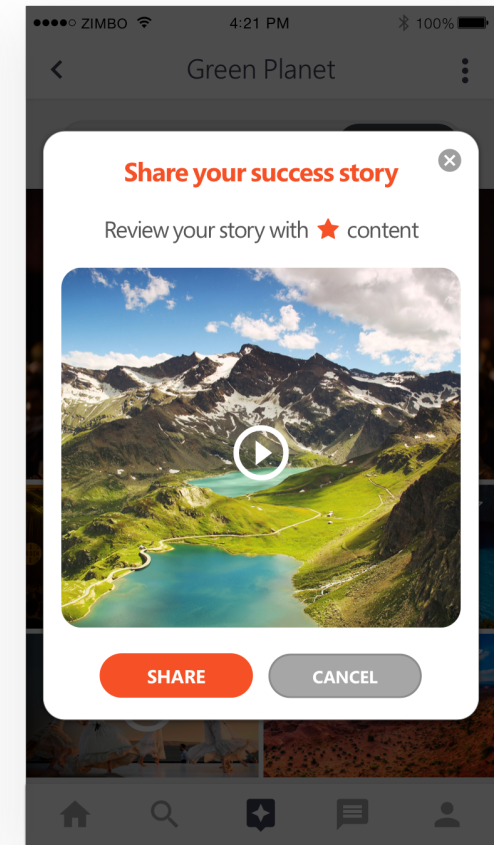 ZIMBO 4:21 PM 100%
Green Planet
Share your success story
Review your story with content
SHARE CANCEL